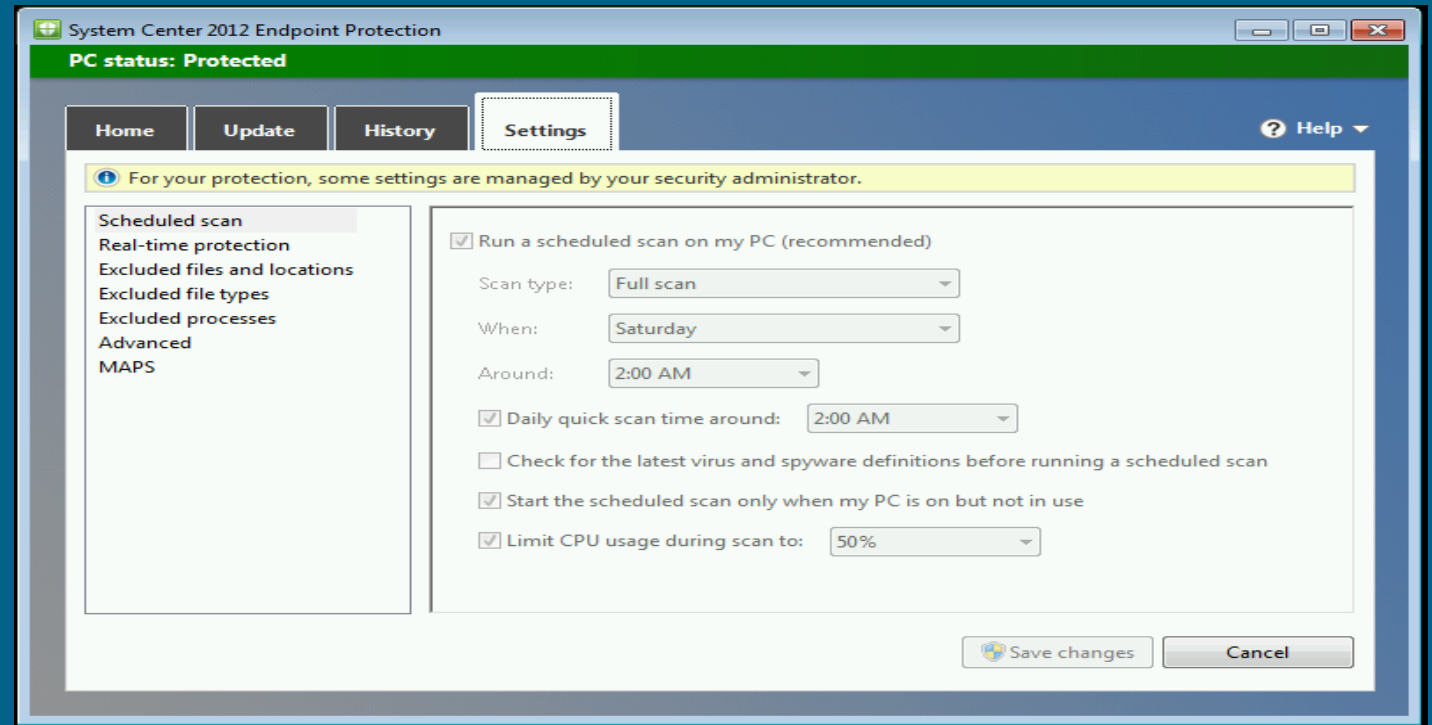 System Center 2012 Endpoint Protection
PC status: Protected
Home Update History Settings Help
For your protection, some settings are managed by your security administrator.
Scheduled scan
Real-time protection
Excluded files and locations
Excluded file types
Excluded processes
Advanced
MAPS
Run a scheduled scan on my PC (recommended)
Scan type: Full scan
When: Saturday
Around: 2:00 AM
Daily quick scan time around: 2:00 AM
Check for the latest virus and spyware definitions before running a scheduled scan
Start the scheduled scan only when my PC is on but not in use
Limit CPU usage during scan to: 50%
Save changes Cancel